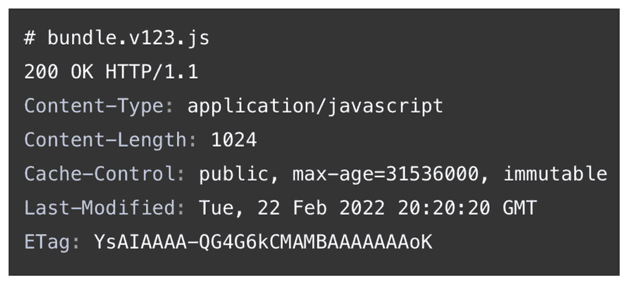 # bundle.v123.js
200 OK HTTP/1.1
Content-Type: application/javascript
Content-Length: 1024
Cache-Control: public, max-age=31536000, immutable
Last-Modified: Tue, 22 Feb 2022 20:20:20 GMT
ETag: YsAIAAAA-QG4G6kCMAMBAAAAAAAoK